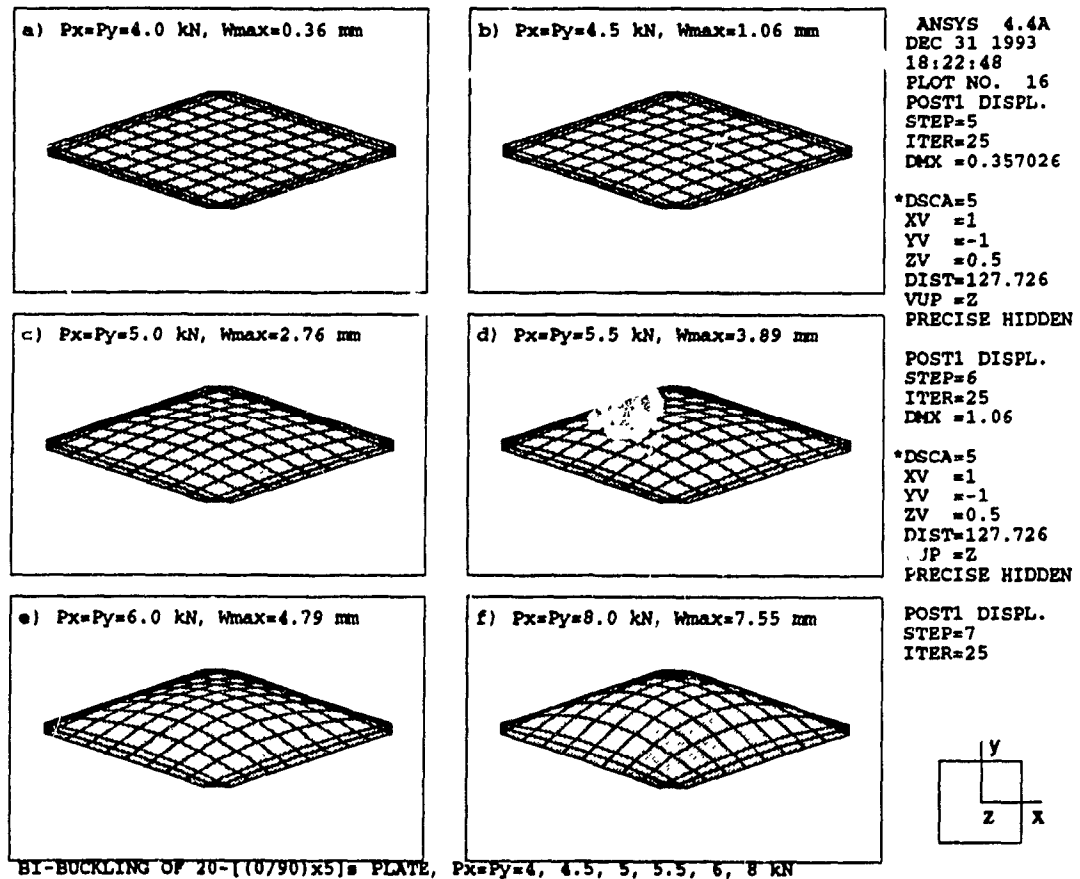 a) Px=Py=4.0 kN, Wmax=0.36 mm
b) Px=Py=4.5 kN, Wmax=1.06 mm
c) Px=Py=5.0 kN, Wmax=2.76 mm
d) Px=Py=5.5 kN, Wmax=3.89 mm
e) Px=Py=6.0 kN, Wmax=4.79 mm
f) Px=Py=8.0 kN, Wmax=7.55 mm
ANSYS 4.4A
DEC 31 1993
18:22:48
PLOT NO. 16
POST1 DISPL.
STEP=5
ITER=25
DMX =0.357026
*DSCA=5
XV =1
YV =-1
ZV =0.5
DIST=127.726
VUP =Z
PRECISE HIDDEN
POST1 DISPL.
STEP=6
ITER=25
DMX =1.06
*DSCA=5
XV =1
YV =-1
ZV =0.5
DIST=127.726
UP =Z
PRECISE HIDDEN
POST1 DISPL.
STEP=7
ITER=25
Y
Z X
BI-BUCKLING OF 20-[(0/90)x5]s PLATE, Px=Py=4, 4.5, 5, 5.5, 6, 8 kN